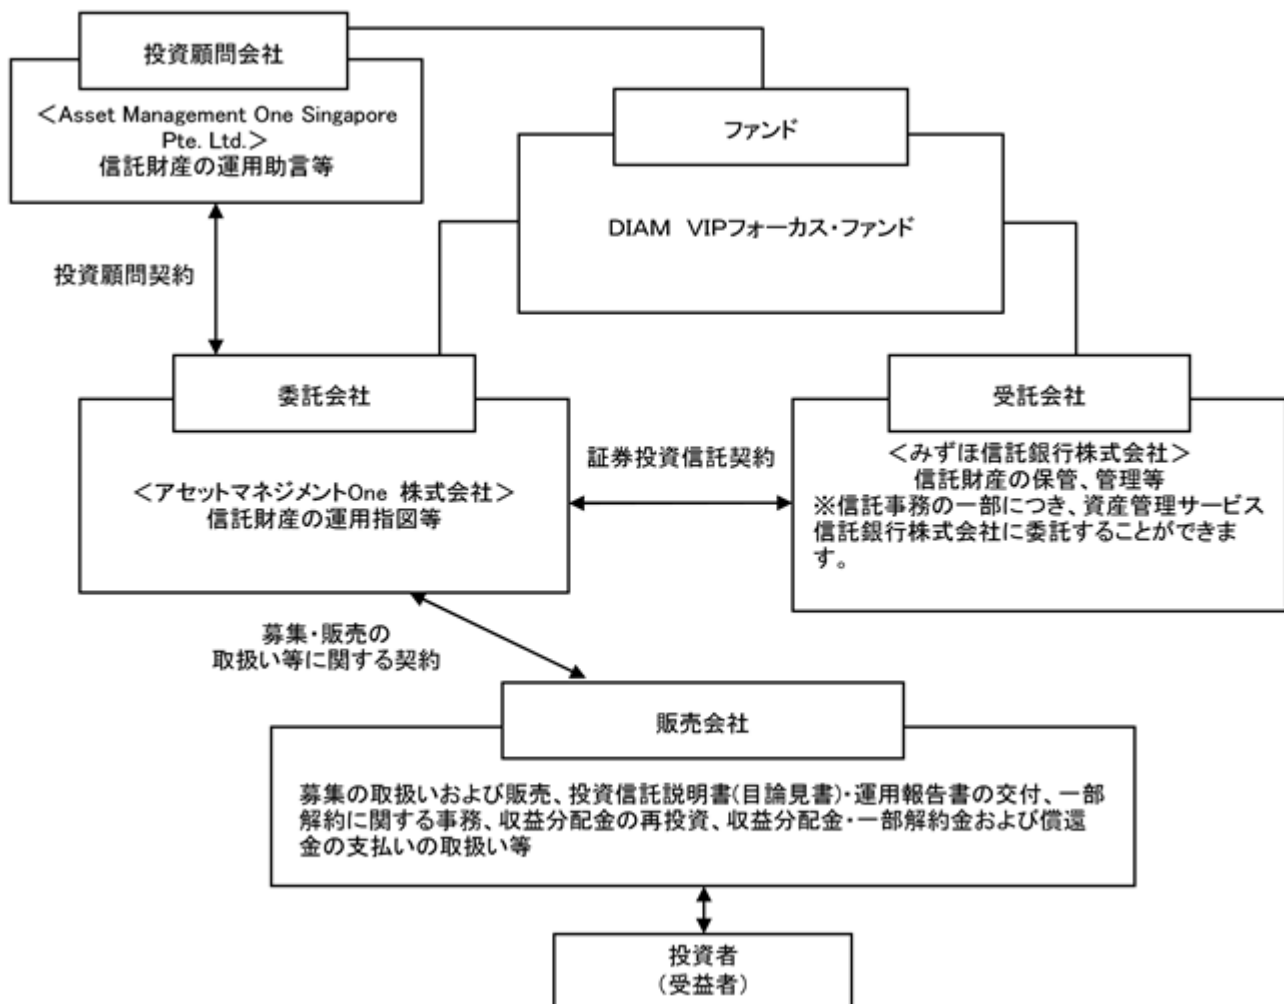 投資顧問会社
＜Asset Management One Singapore
Pte. Ltd.＞
信託財産の運用助言等
ファンド
DIAM　VIPフォーカス・ファンド
投資顧問契約
委託会社
＜アセットマネジメントOne 株式会社＞
信託財産の運用指図等
証券投資信託契約
受託会社
＜みずほ信託銀行株式会社＞
信託財産の保管、管理等
※信託事務の一部につき、資産管理サービス
信託銀行株式会社に委託することができま
す。
募集・販売の
取扱い等に関する契約
販売会社
募集の取扱いおよび販売、投資信託説明書(目論見書)・運用報告書の交付、一部
解約に関する事務、収益分配金の再投資、収益分配金・一部解約金および償還
金の支払いの取扱い等
投資者
（受益者）